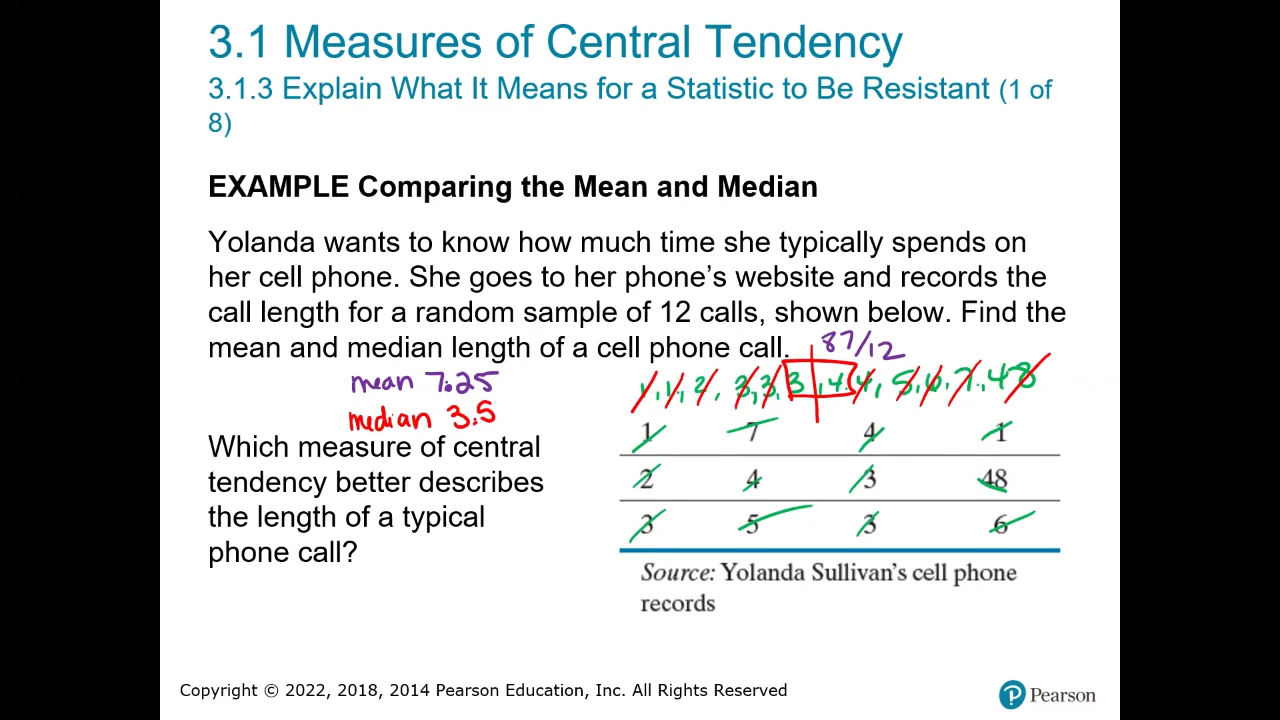 3.1 Measures of Central Tendency
3.1.3 Explain What It Means for a Statistic to Be Resistant (1 of
8)
EXAMPLE Comparing the Mean and Median
Yolanda wants to know how much time she typically spends on
her cell phone. She goes to her phone’s website and records the
call length for a random sample of 12 calls, shown below. Find the
mean and median length of a cell phone call.
87/12
mean 7.25
1, 1, 2, 3, 3, 3, 4, 4, 5, 6, 7, 48
median 3.5
Which measure of central
tendency better describes
the length of a typical
phone call?
1 7 4 1
2 4 3 48
3 5 3 6
Source: Yolanda Sullivan’s cell phone
records
Copyright © 2022, 2018, 2014 Pearson Education, Inc. All Rights Reserved
P Pearson